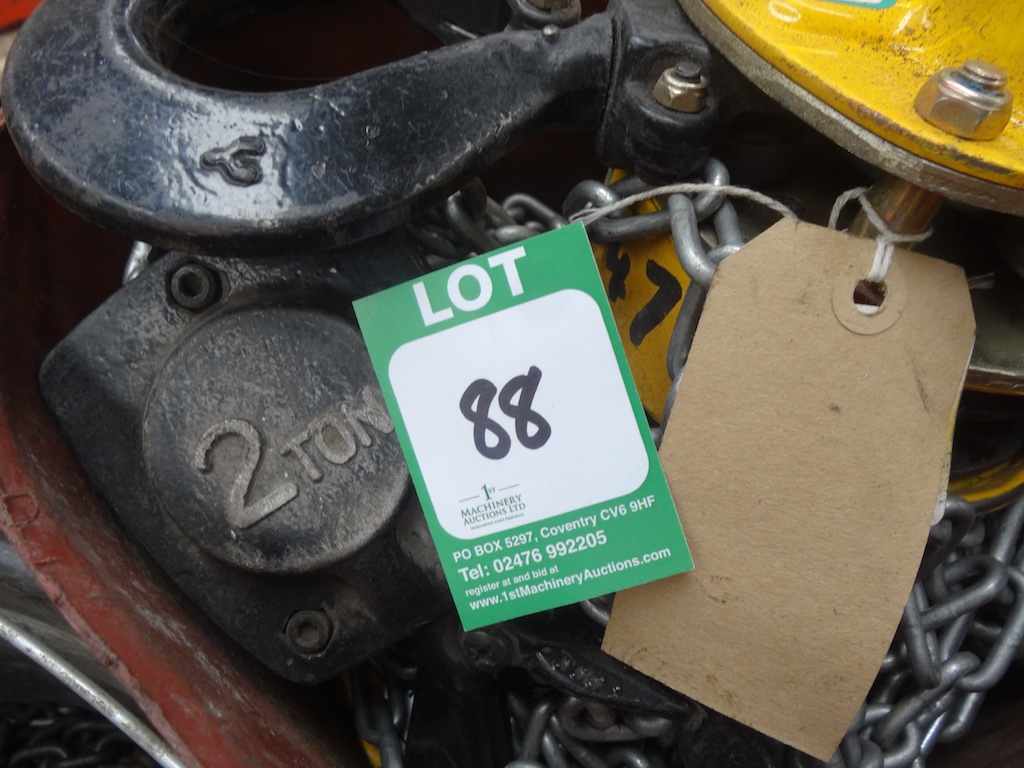 2 TON
LOT
88
1ST
MACHINERY
AUCTIONS LTD
PO BOX 5297, Coventry CV6 9HF
Tel: 02476 992205
register at and bid at
www.1stMachineryAuctions.com